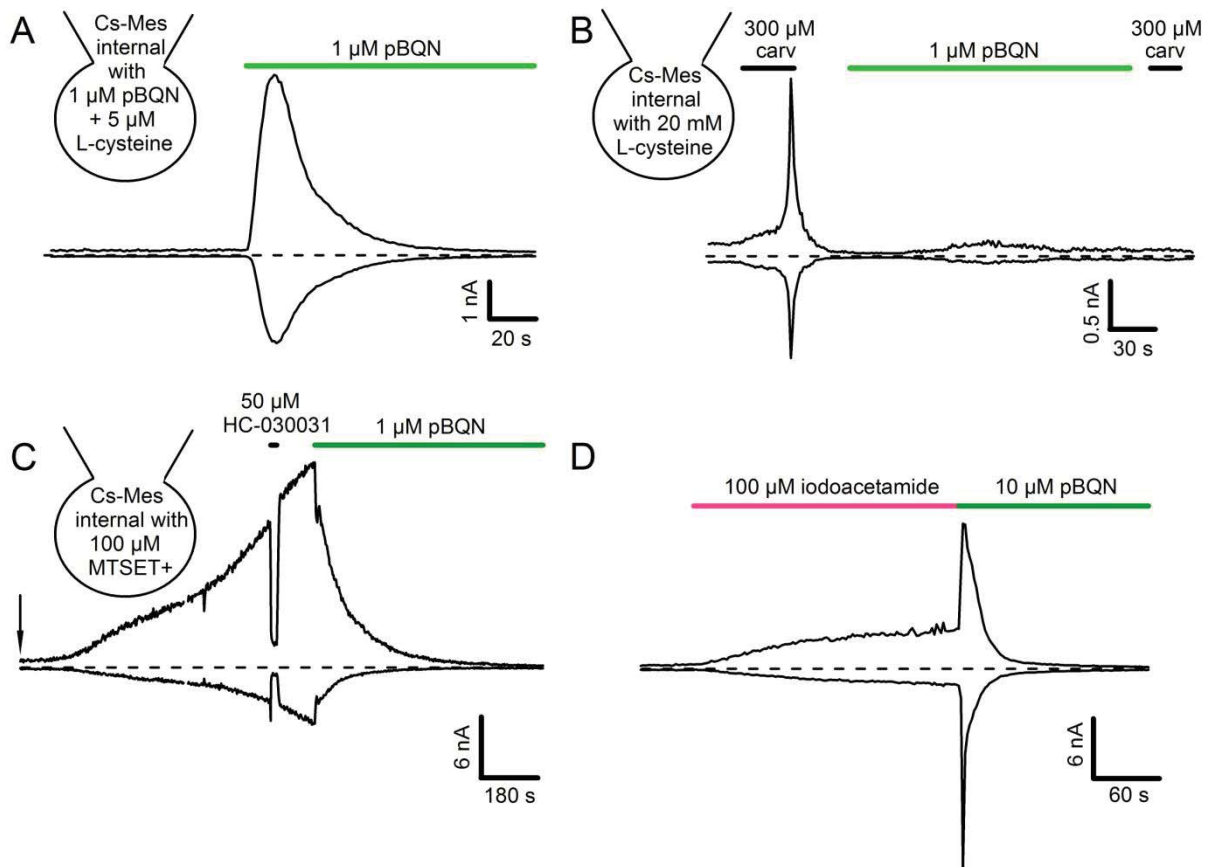 A
Cs-Mes
internal
with
1 µM pBQN
+ 5 µM
L-cysteine
1 µM pBQN
1 nA
20 s
B
Cs-Mes
internal
with 20 mM
L-cysteine
300 µM
carv
1 µM pBQN
300 µM
carv
0.5 nA
30 s
C
Cs-Mes
internal with
100 µM
MTSET+
50 µM
HC-030031
1 µM pBQN
6 nA
180 s
D
100 µM iodoacetamide
10 µM pBQN
6 nA
60 s